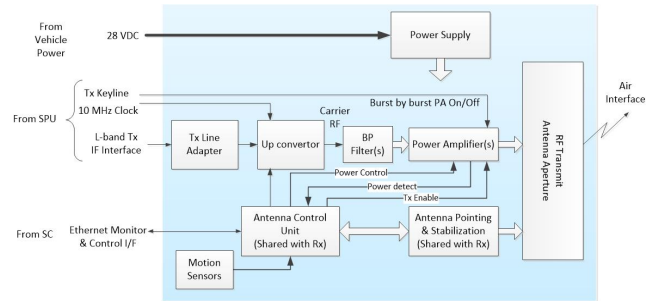 From
Vehicle
Power
28 VDC
Power Supply
From SPU
Tx Keyline
10 MHz Clock
L-band Tx
IF Interface
Tx Line
Adapter
Up convertor
Carrier
RF
BP
Filter(s)
Burst by burst PA On/Off
Power Amplifier(s)
RF Transmit
Antenna Aperture
Air
Interface
Power Control
Power detect
Tx Enable
From SC
Ethernet Monitor
& Control I/F
Antenna Control
Unit
(Shared with Rx)
Antenna Pointing
& Stabilization
(Shared with Rx)
Motion
Sensors